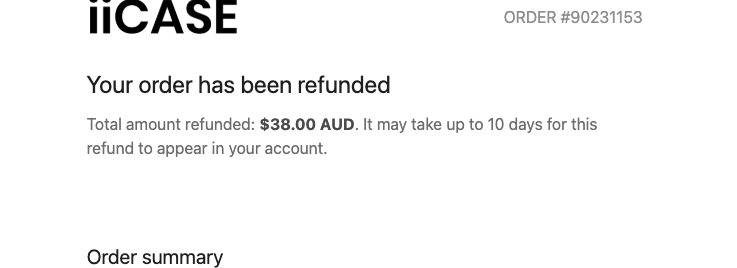 iiCASE
ORDER #90231153
Your order has been refunded
Total amount refunded: $38.00 AUD. It may take up to 10 days for this
refund to appear in your account.
Order summary